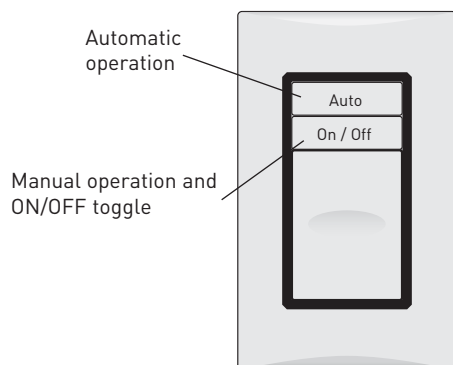 Automatic
operation
Auto
On / Off
Manual operation and
ON/OFF toggle